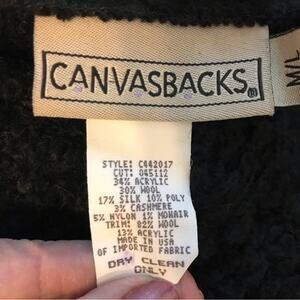 CANVASBACKS®
M/L
STYLE: C442017
CUT: 045112
34% ACRYLIC
30% WOOL
17% SILK 10% POLY
3% CASHMERE
5% NYLON 1% MOHAIR
TRIM: 82% WOOL
13% ACRYLIC
MADE IN USA
OF IMPORTED FABRIC
DRY CLEAN
ONLY